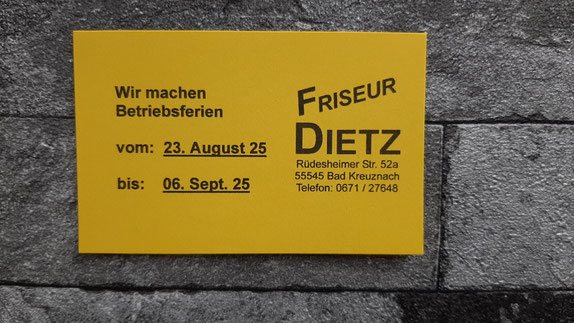 Wir machen
Betriebsferien
vom: 23. August 25
bis: 06. Sept. 25
FRISEUR
DIETZ
Rüdesheimer Str. 52a
55545 Bad Kreuznach
Telefon: 0671 / 27648